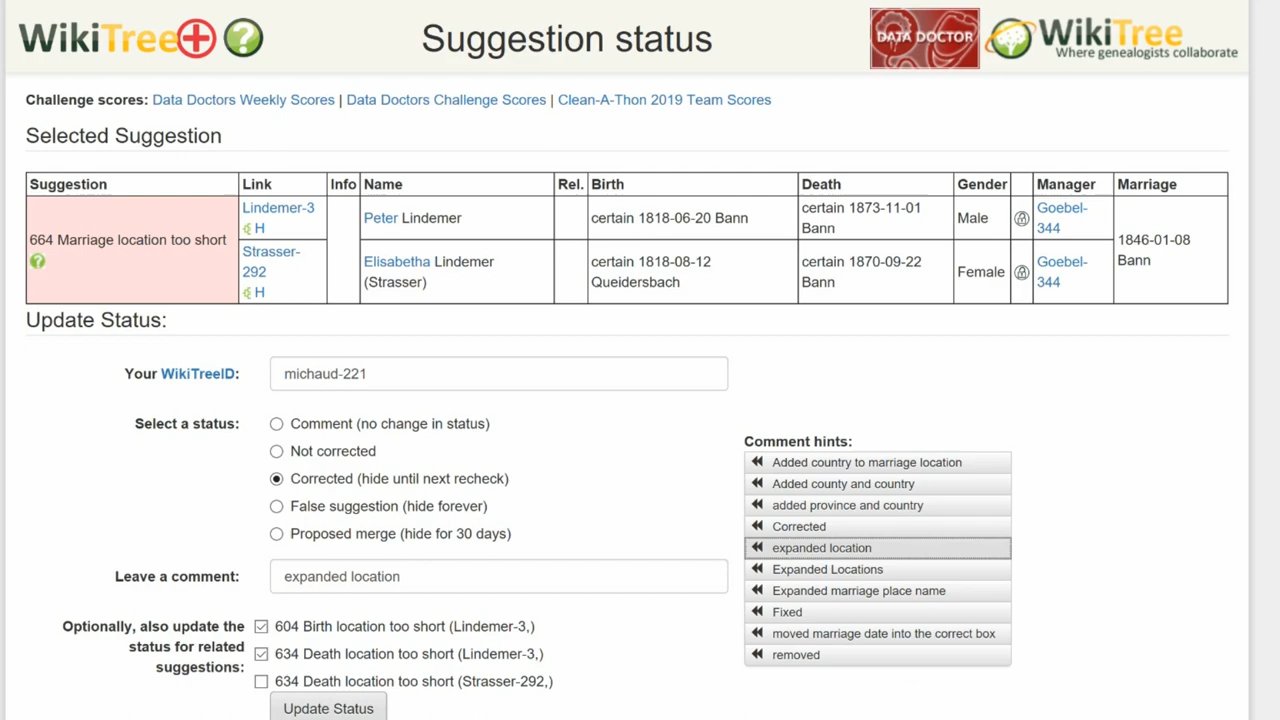 WikiTree+ ?
Suggestion status
DATA DOCTOR
WikiTree
Where genealogists collaborate
Challenge scores: Data Doctors Weekly Scores | Data Doctors Challenge Scores | Clean-A-Thon 2019 Team Scores
Selected Suggestion
Suggestion Link Info Name Rel. Birth Death Gender Manager Marriage
664 Marriage location too short
?
Lindemer-3
H
Peter Lindemer
certain 1818-06-20 Bann
certain 1873-11-01
Bann
Male
Goebel-
344
1846-01-08
Bann
Strasser-
292
H
Elisabetha Lindemer
(Strasser)
certain 1818-08-12
Queidersbach
certain 1870-09-22
Bann
Female
Goebel-
344
Update Status:
Your WikiTreeID: michaud-221
Select a status: Comment (no change in status)
Not corrected
Corrected (hide until next recheck)
False suggestion (hide forever)
Proposed merge (hide for 30 days)
Leave a comment: expanded location
Comment hints:
Added country to marriage location
Added county and country
added province and country
Corrected
expanded location
Expanded Locations
Expanded marriage place name
Fixed
moved marriage date into the correct box
removed
Optionally, also update the
status for related
suggestions:
604 Birth location too short (Lindemer-3,)
634 Death location too short (Lindemer-3,)
634 Death location too short (Strasser-292,)
Update Status